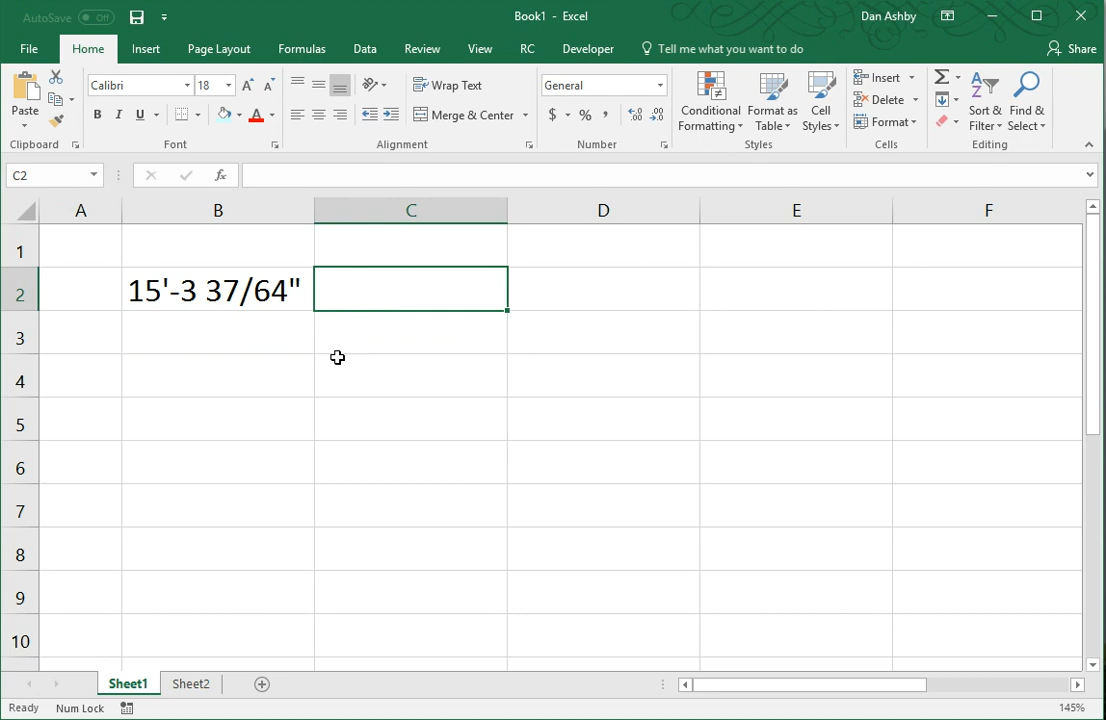 AutoSave Off Book1 - Excel Dan Ashby
File Home Insert Page Layout Formulas Data Review View RC Developer Tell me what you want to do Share
Paste Calibri 18 A A Wrap Text General Conditional Formatting Format as Table Cell Styles Insert Sort & Filter Find & Select
B I U A Merge & Center $ % , Delete
Format
Clipboard Font Alignment Number Styles Cells Editing
C2 fx
A B C D E F
1
2 15'-3 37/64"
3
4
5
6
7
8
9
10
Sheet1 Sheet2
Ready Num Lock 145%